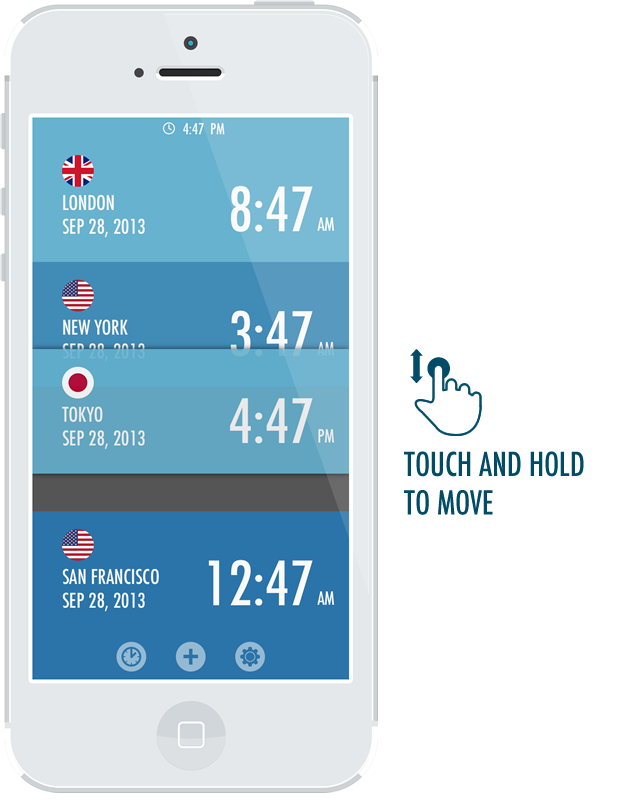 4:47 PM
LONDON
SEP 28, 2013
8:47 AM
NEW YORK
SEP 28, 2013
3:47 AM
TOKYO
SEP 28, 2013
4:47 PM
SAN FRANCISCO
SEP 28, 2013
12:47 AM
TOUCH AND HOLD
TO MOVE